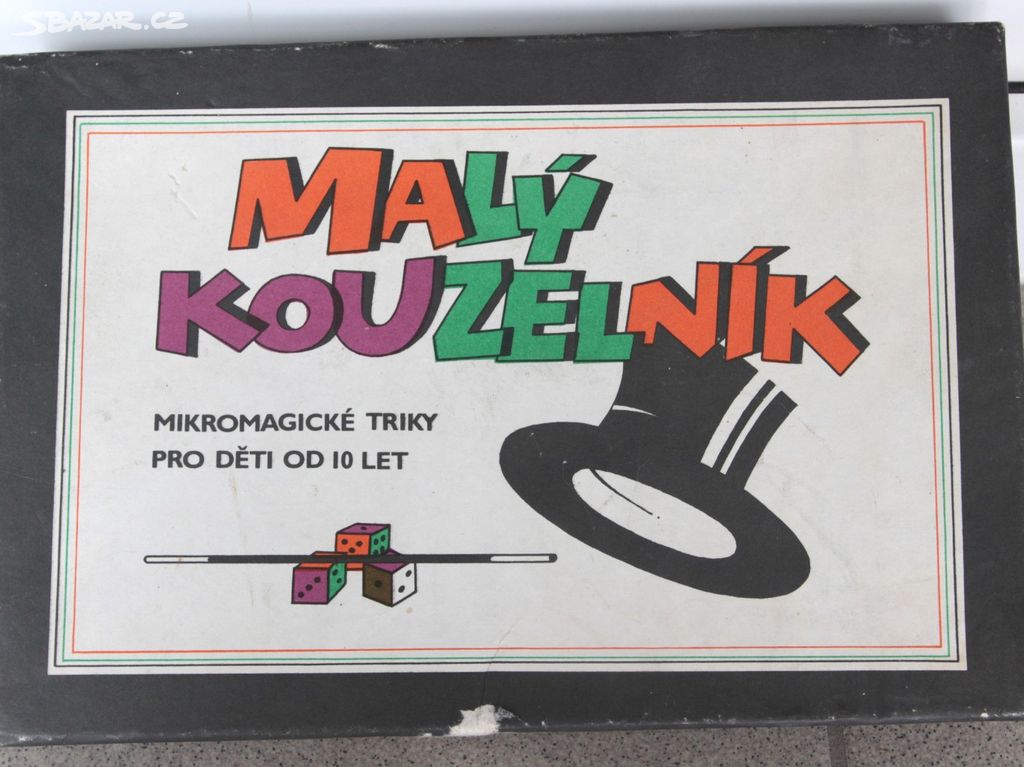 SBAZAR.CZ
MALÝ
KOUZELNÍK
MIKROMAGICKÉ TRIKY
PRO DĚTI OD 10 LET